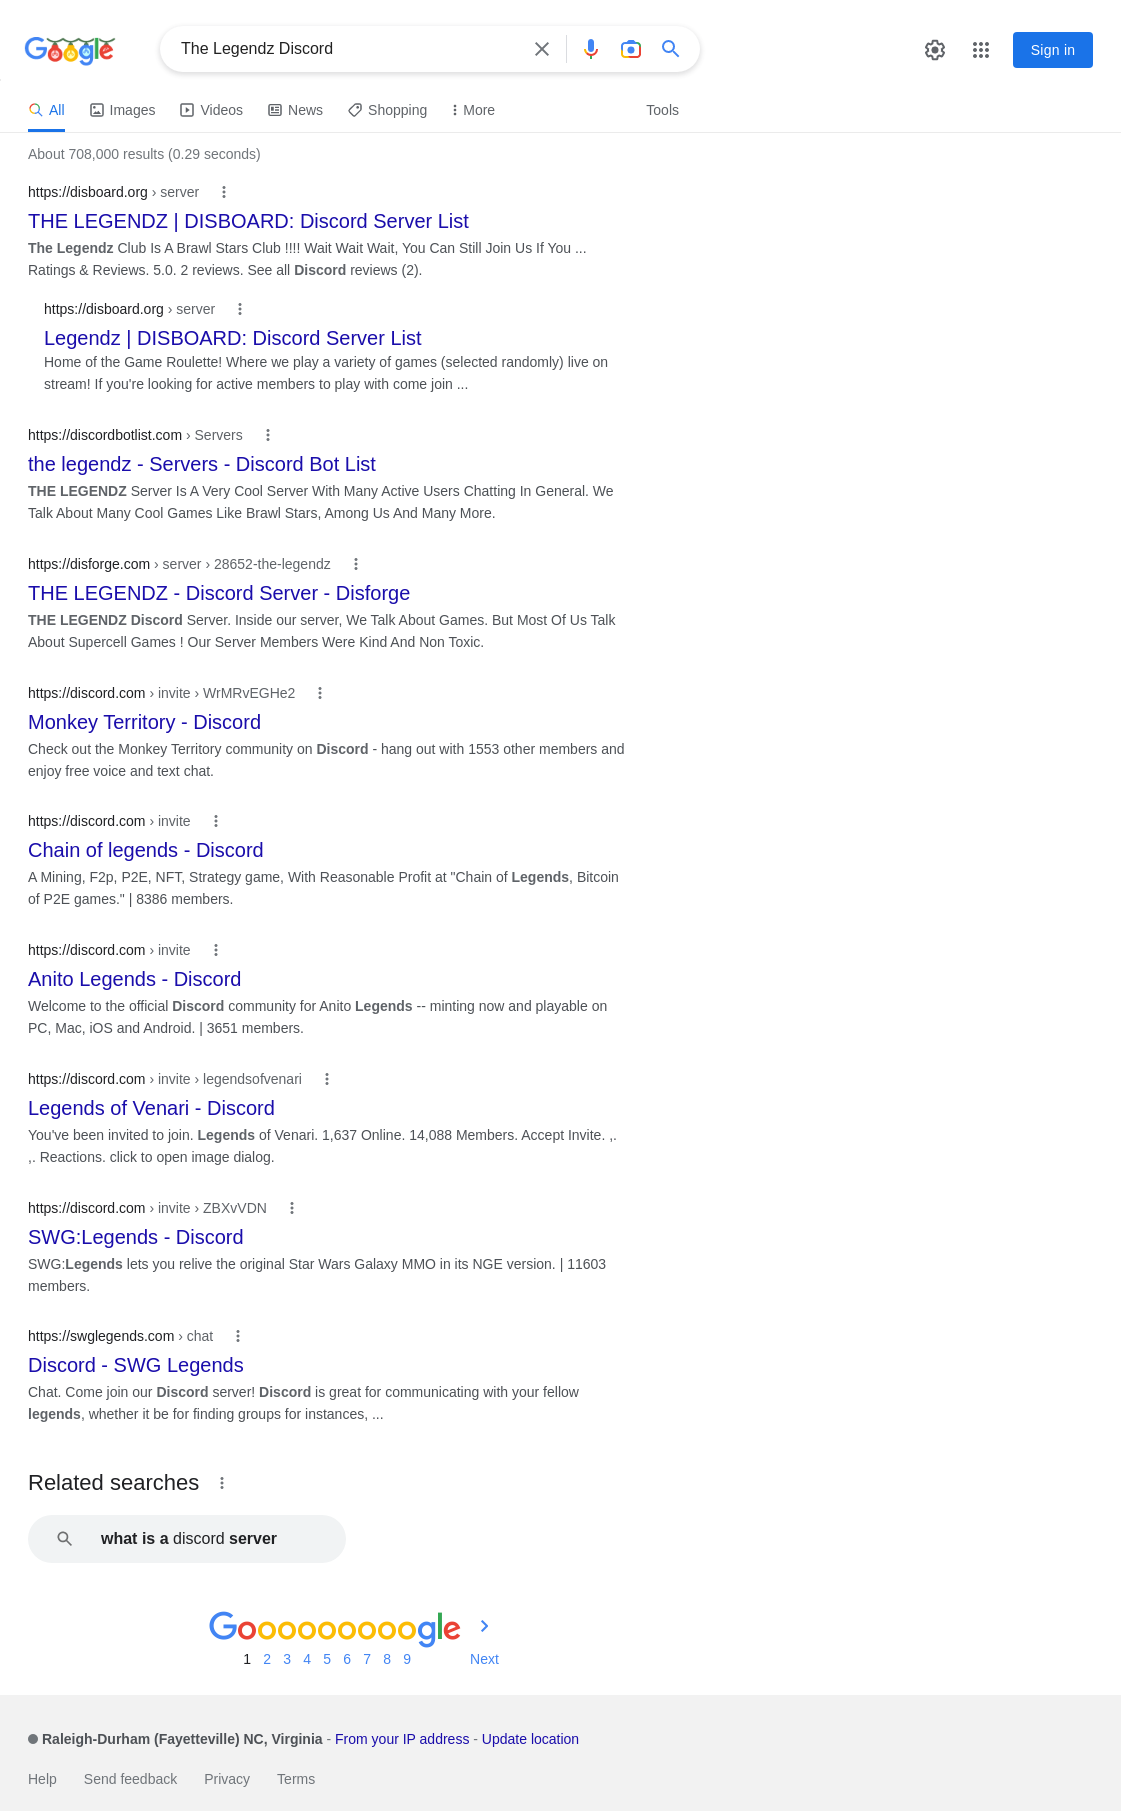 Google
The Legendz Discord
Sign in
All Images Videos News Shopping More Tools
About 708,000 results (0.29 seconds)
https://disboard.org › server
THE LEGENDZ | DISBOARD: Discord Server List
The Legendz Club Is A Brawl Stars Club !!!! Wait Wait Wait, You Can Still Join Us If You ...
Ratings & Reviews. 5.0. 2 reviews. See all Discord reviews (2).
https://disboard.org › server
Legendz | DISBOARD: Discord Server List
Home of the Game Roulette! Where we play a variety of games (selected randomly) live on
stream! If you're looking for active members to play with come join ...
https://discordbotlist.com › Servers
the legendz - Servers - Discord Bot List
THE LEGENDZ Server Is A Very Cool Server With Many Active Users Chatting In General. We
Talk About Many Cool Games Like Brawl Stars, Among Us And Many More.
https://disforge.com › server › 28652-the-legendz
THE LEGENDZ - Discord Server - Disforge
THE LEGENDZ Discord Server. Inside our server, We Talk About Games. But Most Of Us Talk
About Supercell Games ! Our Server Members Were Kind And Non Toxic.
https://discord.com › invite › WrMRvEGHe2
Monkey Territory - Discord
Check out the Monkey Territory community on Discord - hang out with 1553 other members and
enjoy free voice and text chat.
https://discord.com › invite
Chain of legends - Discord
A Mining, F2p, P2E, NFT, Strategy game, With Reasonable Profit at "Chain of Legends, Bitcoin
of P2E games." | 8386 members.
https://discord.com › invite
Anito Legends - Discord
Welcome to the official Discord community for Anito Legends -- minting now and playable on
PC, Mac, iOS and Android. | 3651 members.
https://discord.com › invite › legendsofvenari
Legends of Venari - Discord
You've been invited to join. Legends of Venari. 1,637 Online. 14,088 Members. Accept Invite. ,.
,. Reactions. click to open image dialog.
https://discord.com › invite › ZBXvVDN
SWG:Legends - Discord
SWG:Legends lets you relive the original Star Wars Galaxy MMO in its NGE version. | 11603
members.
https://swglegends.com › chat
Discord - SWG Legends
Chat. Come join our Discord server! Discord is great for communicating with your fellow
legends, whether it be for finding groups for instances, ...
Related searches
what is a discord server
Gooooooooogle
1 2 3 4 5 6 7 8 9 Next
Raleigh-Durham (Fayetteville) NC, Virginia - From your IP address - Update location
Help Send feedback Privacy Terms